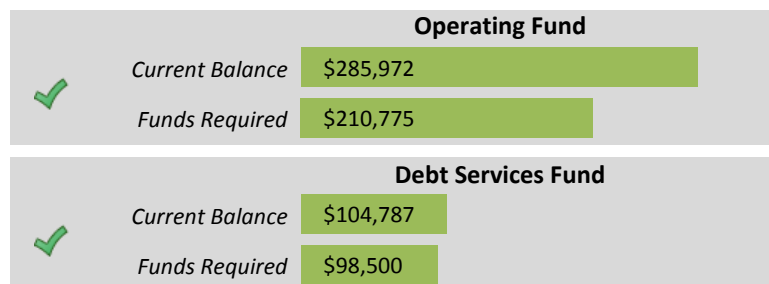 Operating Fund
Current Balance $285,972
Funds Required $210,775
Debt Services Fund
Current Balance $104,787
Funds Required $98,500